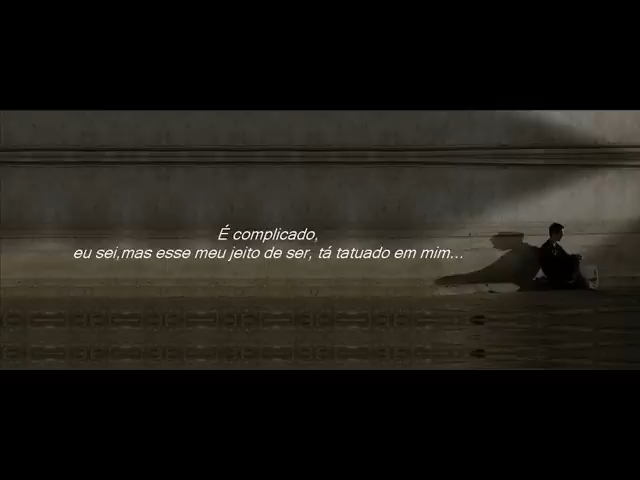 É complicado,
eu sei,mas esse meu jeito de ser, tá tatuado em mim...